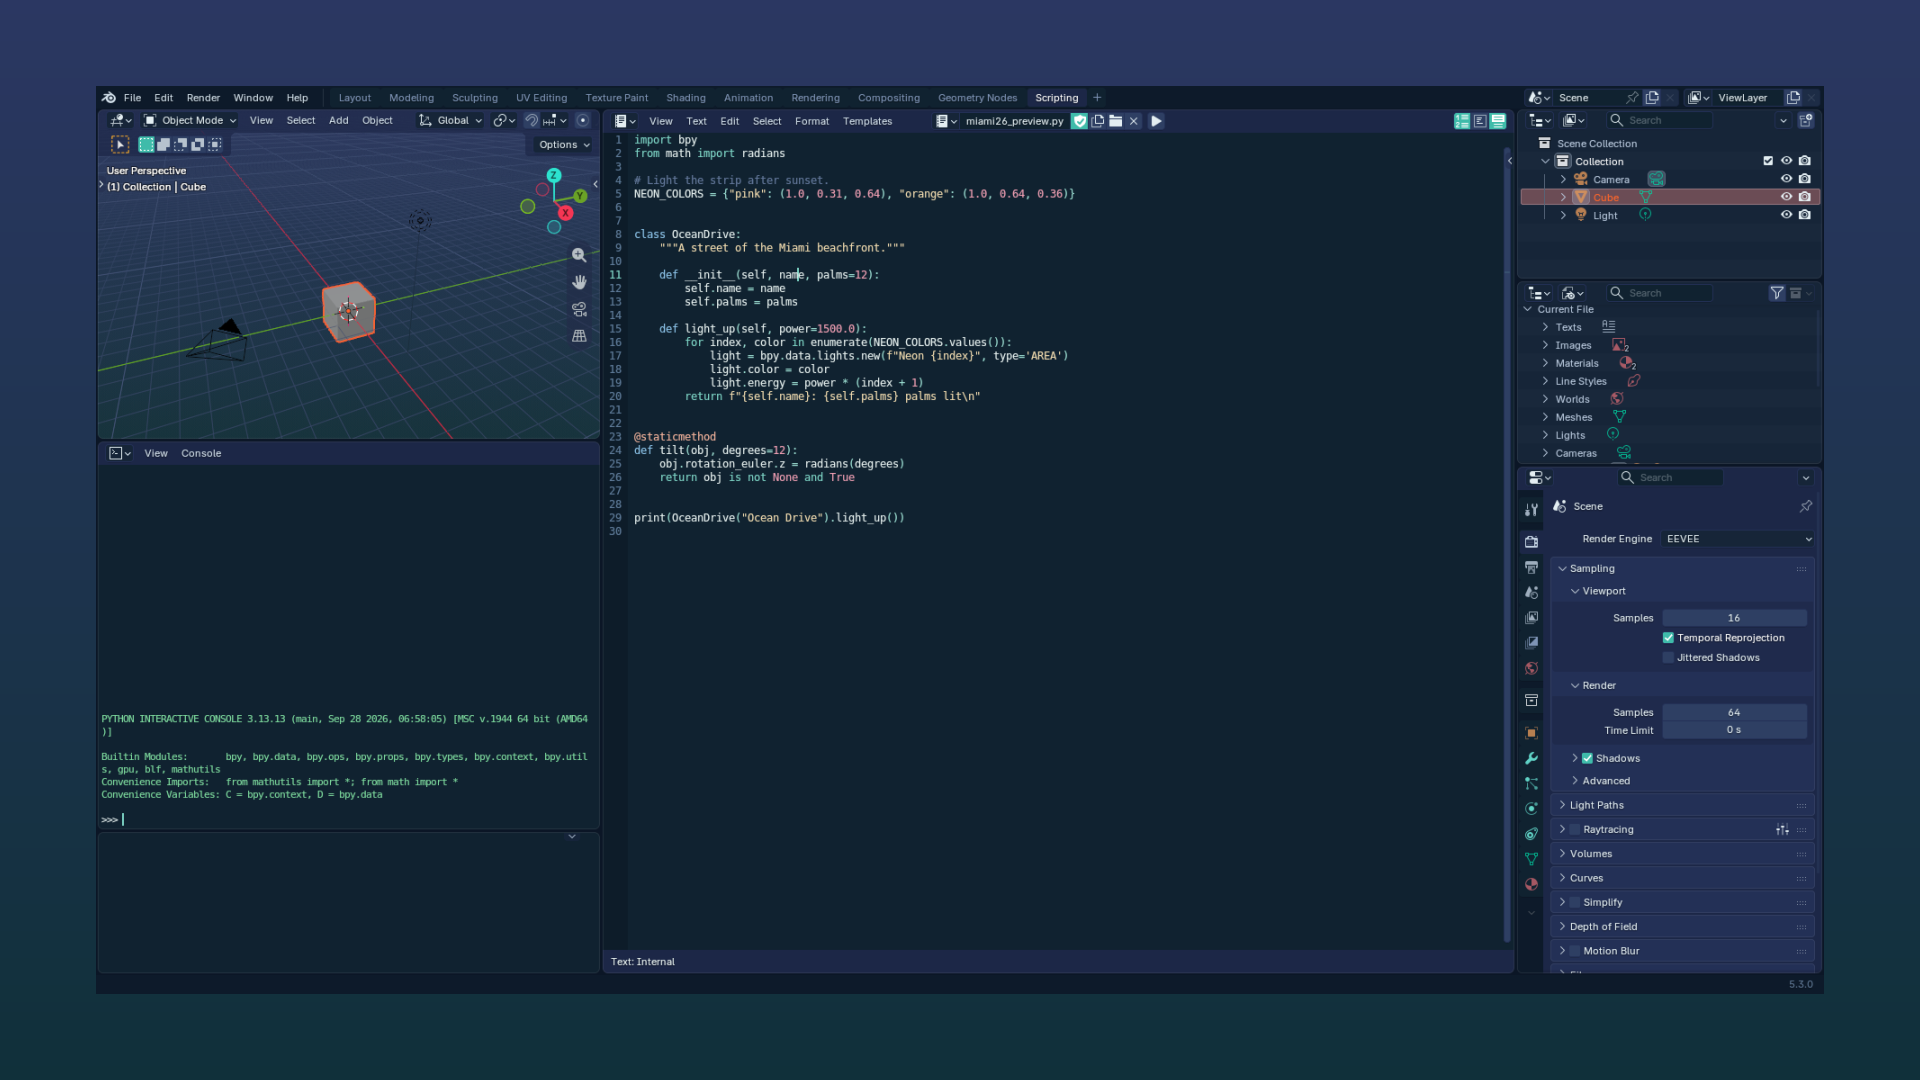 File Edit Render Window Help Layout Modeling Sculpting UV Editing Texture Paint Shading Animation Rendering Compositing Geometry Nodes Scripting + Scene ViewLayer
Object Mode View Select Add Object Global
Options
User Perspective
(1) Collection | Cube
Z
Y
X
View Console
PYTHON INTERACTIVE CONSOLE 3.13.13 (main, Sep 28 2026, 06:58:05) [MSC v.1944 64 bit (AMD64
)]
Builtin Modules: bpy, bpy.data, bpy.ops, bpy.props, bpy.types, bpy.context, bpy.util
s, gpu, blf, mathutils
Convenience Imports: from mathutils import *; from math import *
Convenience Variables: C = bpy.context, D = bpy.data
>>>
View Text Edit Select Format Templates miami26_preview.py
1 import bpy
2 from math import radians
3
4 # Light the strip after sunset.
5 NEON_COLORS = {"pink": (1.0, 0.31, 0.64), "orange": (1.0, 0.64, 0.36)}
6
7
8 class OceanDrive:
9     """A street of the Miami beachfront."""
10
11     def __init__(self, name, palms=12):
12         self.name = name
13         self.palms = palms
14
15     def light_up(self, power=1500.0):
16         for index, color in enumerate(NEON_COLORS.values()):
17             light = bpy.data.lights.new(f"Neon {index}", type='AREA')
18             light.color = color
19             light.energy = power * (index + 1)
20         return f"{self.name}: {self.palms} palms lit\n"
21
22
23 @staticmethod
24 def tilt(obj, degrees=12):
25     obj.rotation_euler.z = radians(degrees)
26     return obj is not None and True
27
28
29 print(OceanDrive("Ocean Drive").light_up())
30
Text: Internal
Search
Scene Collection
Collection
Camera
Cube
Light
Search
Current File
Texts
Images 2
Materials 2
Line Styles
Worlds
Meshes
Lights
Cameras
Search
Scene
Render Engine EEVEE
Sampling
Viewport
Samples 16
Temporal Reprojection
Jittered Shadows
Render
Samples 64
Time Limit 0 s
Shadows
Advanced
Light Paths
Raytracing
Volumes
Curves
Simplify
Depth of Field
Motion Blur
5.3.0